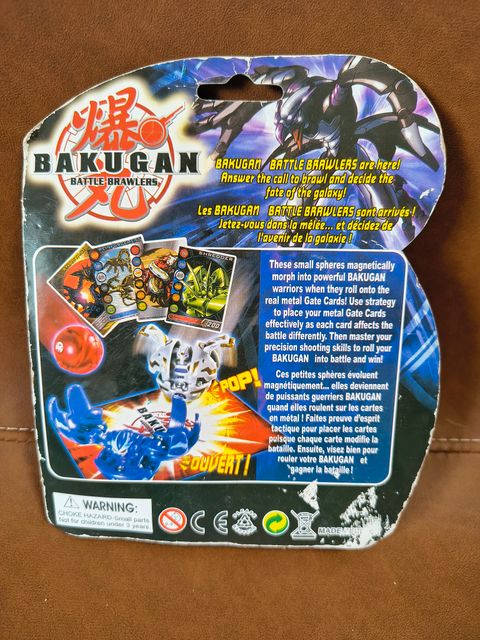 爆
BAKUGAN
BATTLE BRAWLERS
丸
BAKUGAN BATTLE BRAWLERS are here!
Answer the call to brawl and decide the
fate of the galaxy!
Les BAKUGAN BATTLE BRAWLERS sont arrivés!
Jetez-vous dans la mêlée... et décidez de
l'avenir de la galaxie !
SHREDDER
200
These small spheres magnetically
morph into powerful BAKUGAN
warriors when they roll onto the
real metal Gate Cards! Use strategy
to place your metal Gate Cards
effectively as each card affects the
battle differently. Then master your
precision shooting skills to roll your
BAKUGAN into battle and win!
Ces petites sphères évoluent
magnétiquement... elles deviennent
de puissants guerriers BAKUGAN
quand elles roulent sur les cartes
en métal ! Faites preuve d'esprit
tactique pour placer les cartes
puisque chaque carte modifie la
bataille. Ensuite, visez bien pour
rouler votre BAKUGAN et
gagner la bataille !
POP!
OUVERT!
WARNING:
CHOKE HAZARD-Small parts
Not for children under 3 years.
0-3
CE
MADE